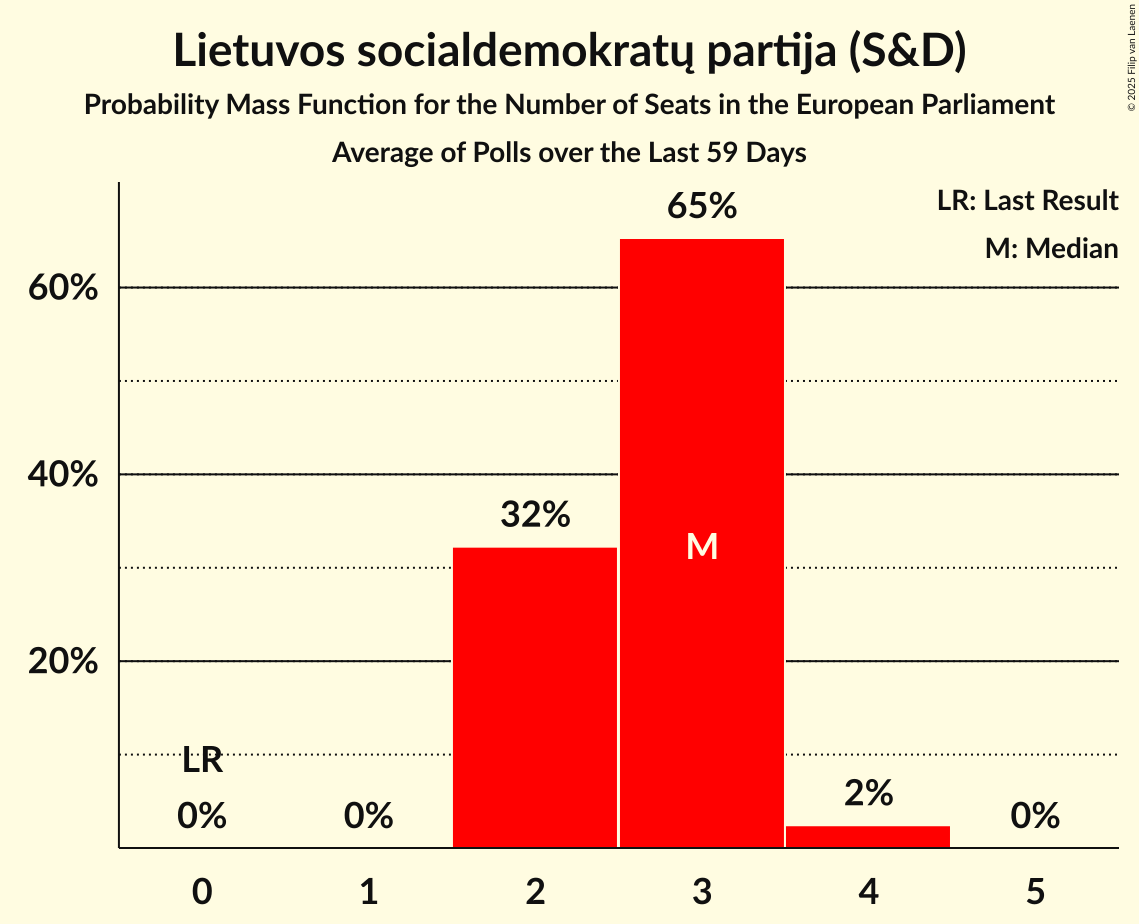 Lietuvos socialdemokratų partija (S&D)
Probability Mass Function for the Number of Seats in the European Parliament
Average of Polls over the Last 59 Days
© 2025 Filip van Laenen
LR: Last Result
M: Median
65%
60%
40%
32%
M
20%
LR
2%
0%
0%
0%
0
1
2
3
4
5